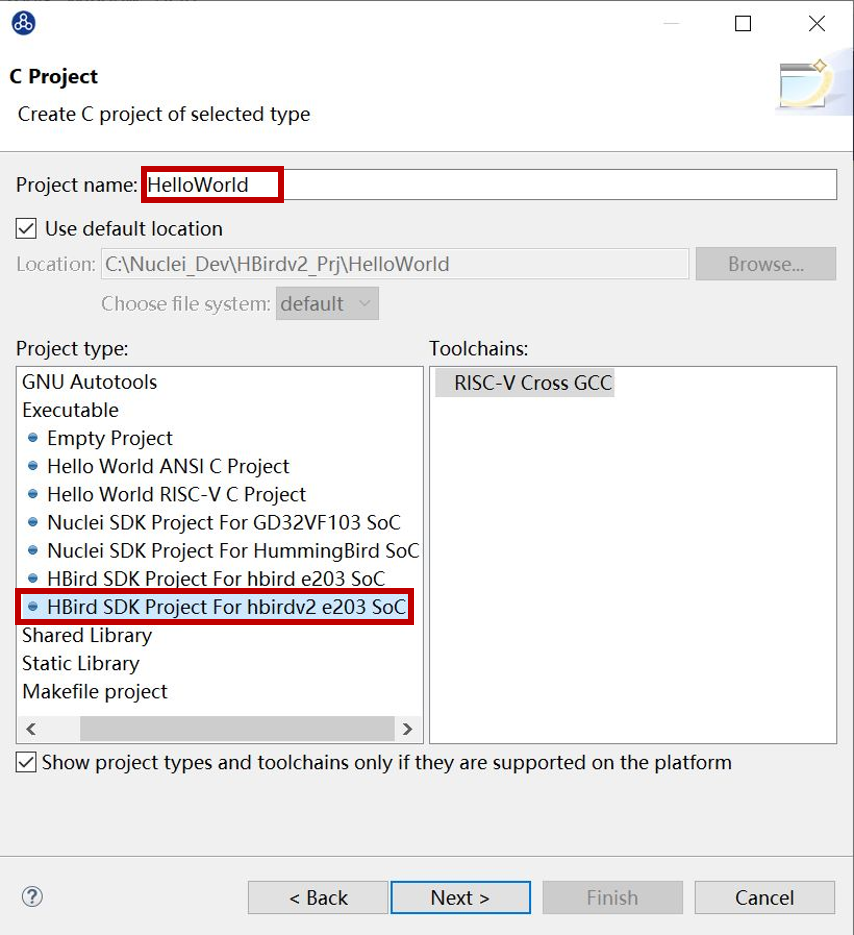 C Project
Create C project of selected type
Project name: HelloWorld
Use default location
Location: C:\Nuclei_Dev\HBirdv2_Prj\HelloWorld Browse...
Choose file system: default
Project type: Toolchains:
GNU Autotools RISC-V Cross GCC
Executable
Empty Project
Hello World ANSI C Project
Hello World RISC-V C Project
Nuclei SDK Project For GD32VF103 SoC
Nuclei SDK Project For HummingBird SoC
HBird SDK Project For hbird e203 SoC
HBird SDK Project For hbirdv2 e203 SoC
Shared Library
Static Library
Makefile project
Show project types and toolchains only if they are supported on the platform
< Back Next > Finish Cancel